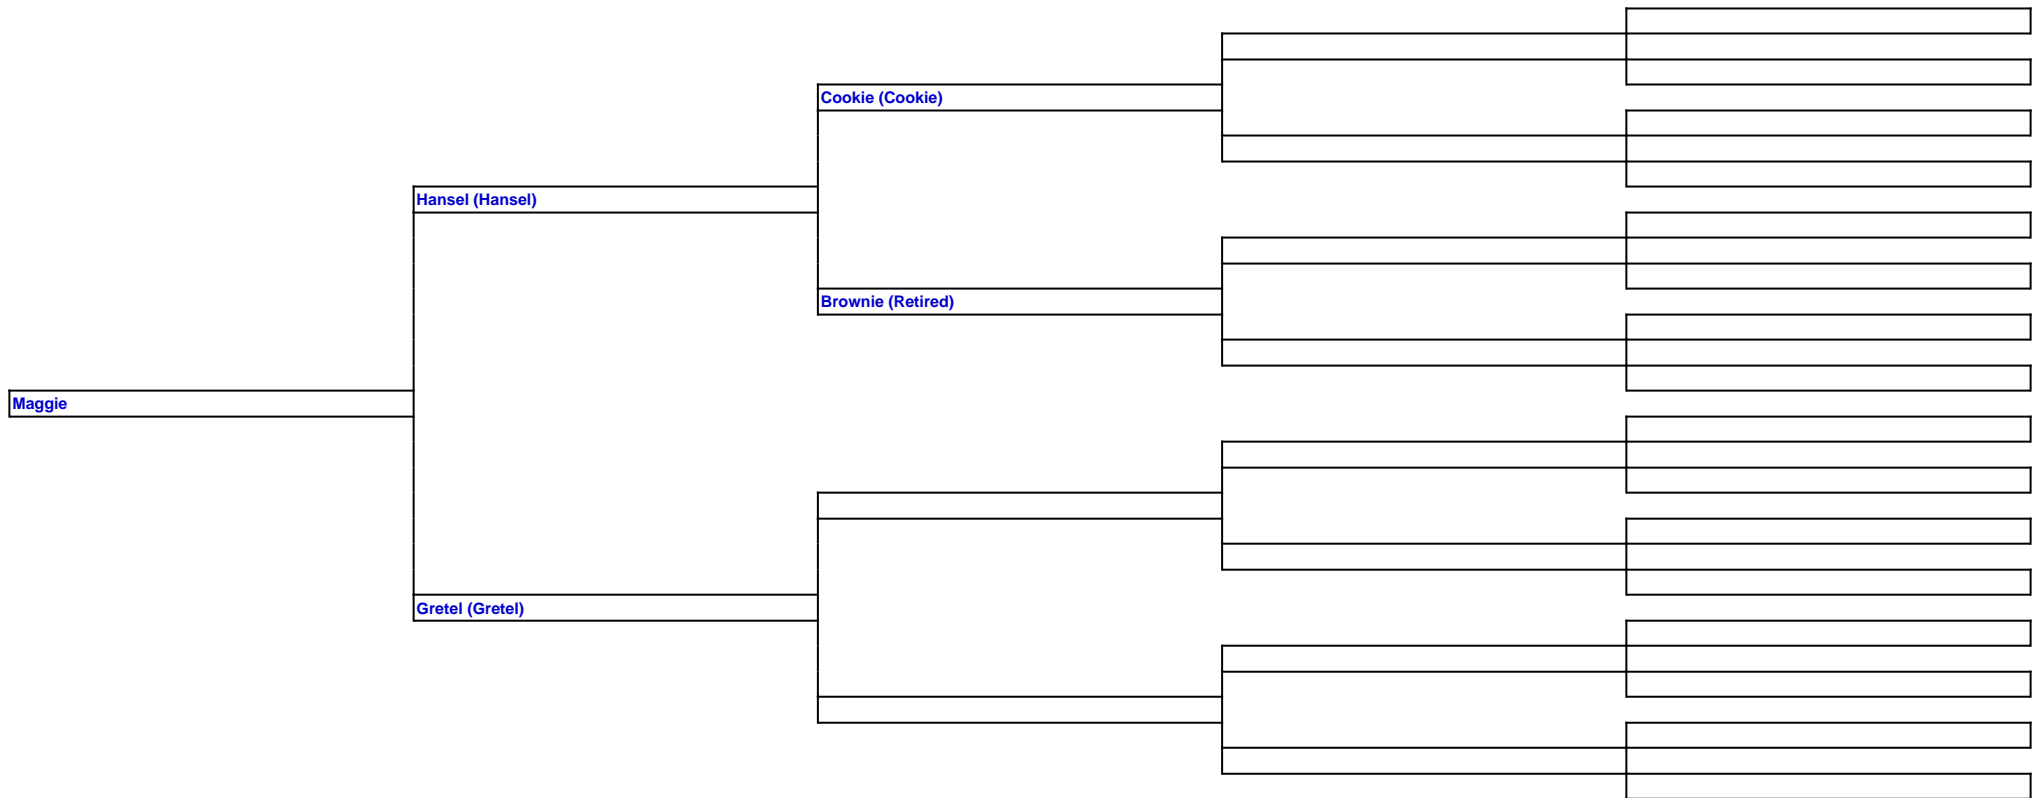 Cookie (Cookie)
Hansel (Hansel)
Brownie (Retired)
Maggie
Gretel (Gretel)